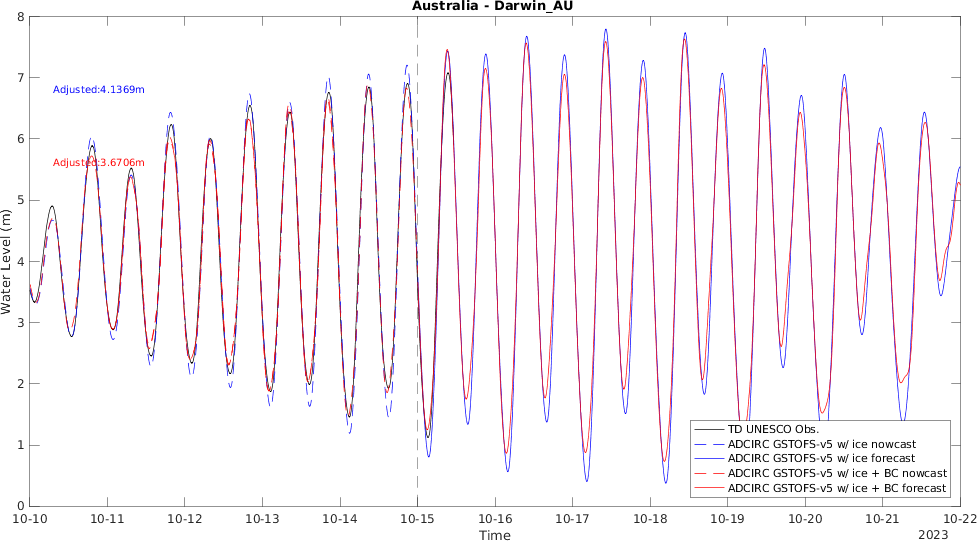 Australia - Darwin_AU
8
7
6
5
4
3
2
1
0
Water Level (m)
Adjusted:4.1369m
Adjusted:3.6706m
TD UNESCO Obs.
ADCIRC GSTOFS-v5 w/ ice nowcast
ADCIRC GSTOFS-v5 w/ ice forecast
ADCIRC GSTOFS-v5 w/ ice + BC nowcast
ADCIRC GSTOFS-v5 w/ ice + BC forecast
10-10 10-11 10-12 10-13 10-14 10-15 10-16 10-17 10-18 10-19 10-20 10-21 10-22
Time
2023